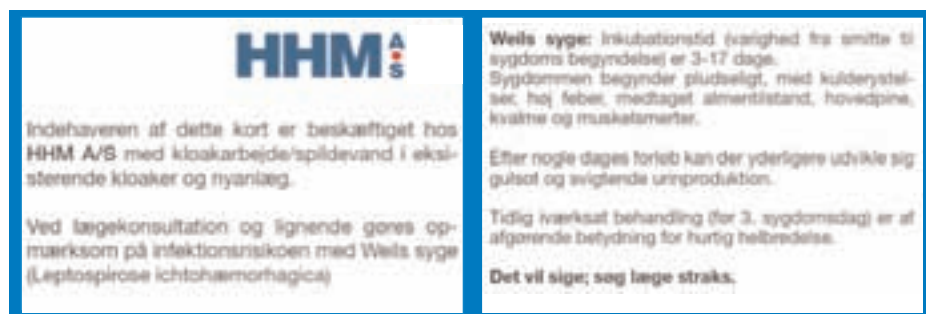 HHM A/S
Indehaveren af dette kort er beskæftiget hos
HHM A/S med kloakarbejde/spildevand i eksi-
sterende kloaker og nyanlæg.
Ved lægekonsultation og lignende gøres op-
mærksom på infektionsrisikoen med Weils syge
(Leptospirose ichtohæmorhagica)
Weils syge: Inkubationstid (varighed fra smitte til
sygdoms begyndelse) er 3-17 dage.
Sygdommen begynder pludseligt, med kulderystel-
ser, høj feber, medtaget almentilstand, hovedpine,
kvalme og muskelsmerter.
Efter nogle dages forløb kan der yderligere udvikle sig
gulsot og svigtende urinproduktion.
Tidlig iværksat behandling (før 3. sygdomsdag) er af
afgørende betydning for hurtig helbredelse.
Det vil sige; søg læge straks.